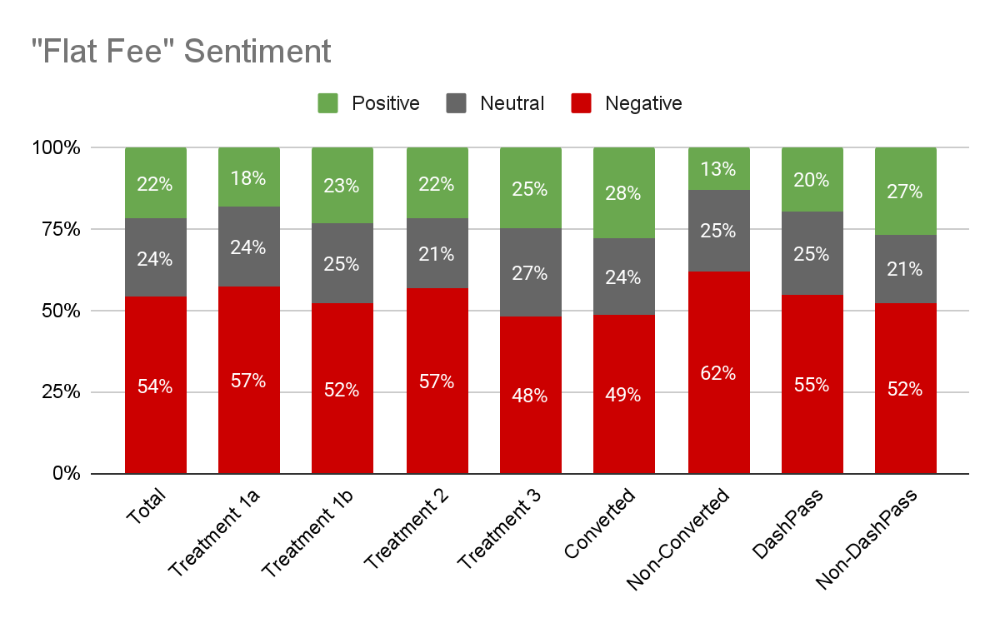 "Flat Fee" Sentiment
Positive Neutral Negative
100%
75%
50%
25%
0%
22% 18% 23% 22% 25% 28% 13% 20% 27%
24% 24% 25% 21% 27% 24% 25% 25% 21%
54% 57% 52% 57% 48% 49% 62% 55% 52%
Total
Treatment 1a
Treatment 1b
Treatment 2
Treatment 3
Converted
Non-Converted
DashPass
Non-DashPass